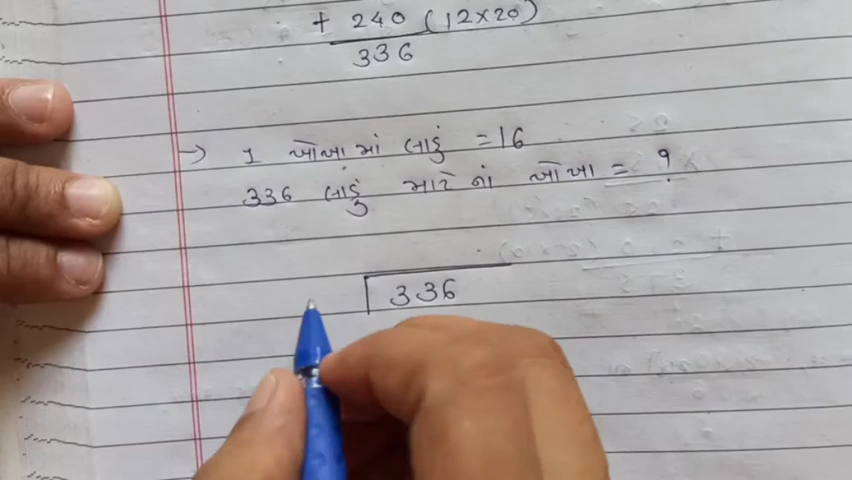 + 240 (12×20)
336
→ 1 ખોખામાં લાડું = 16
336 લાડું માટેનાં ખોખા = ?
336